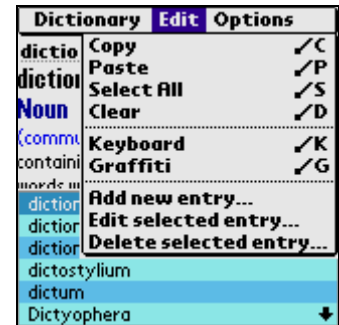 Dictionary Edit Options
dictio
Copy ✓C
Paste ✓P
Select All ✓S
Clear ✓D
Noun
Keyboard ✓K
Graffiti ✓G
Add new entry...
Edit selected entry...
Delete selected entry...
dictostylium
dictum
Dictyophera